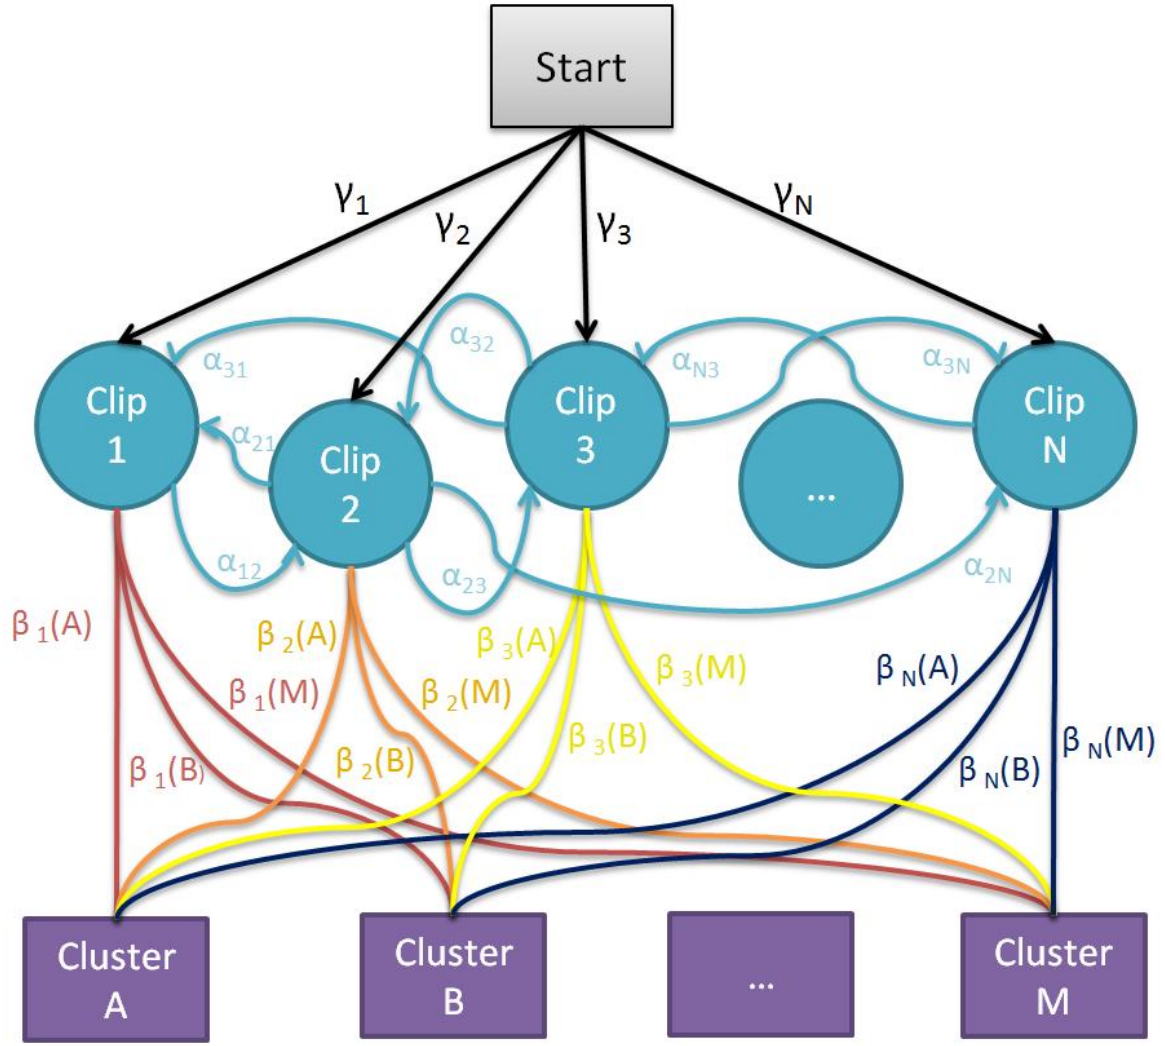 Start
γ1
γ2
γ3
γN
α31
α32
αN3
α3N
Clip
1
Clip
2
Clip
3
...
Clip
N
α21
α12
α23
α2N
β 1(A)
β 2(A)
β 3(A)
β 3(M)
β N(A)
β 1(M)
β 2(M)
β 3(B)
β N(M)
β 1(B)
β 2(B)
β N(B)
Cluster
A
Cluster
B
...
Cluster
M